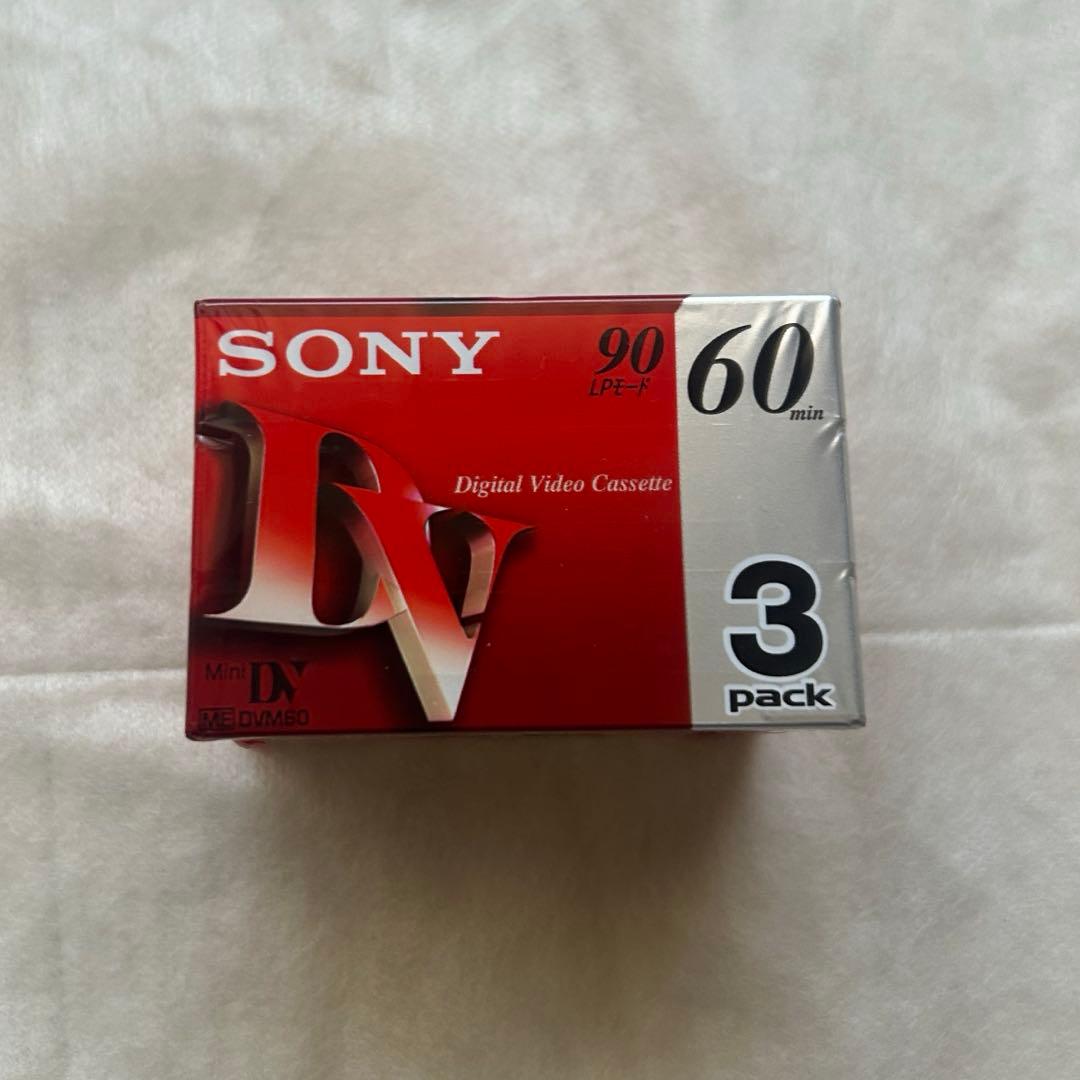 SONY
90
LPモード
60
min
Digital Video Cassette
DV
Mini DV
ME DVM60
3
pack